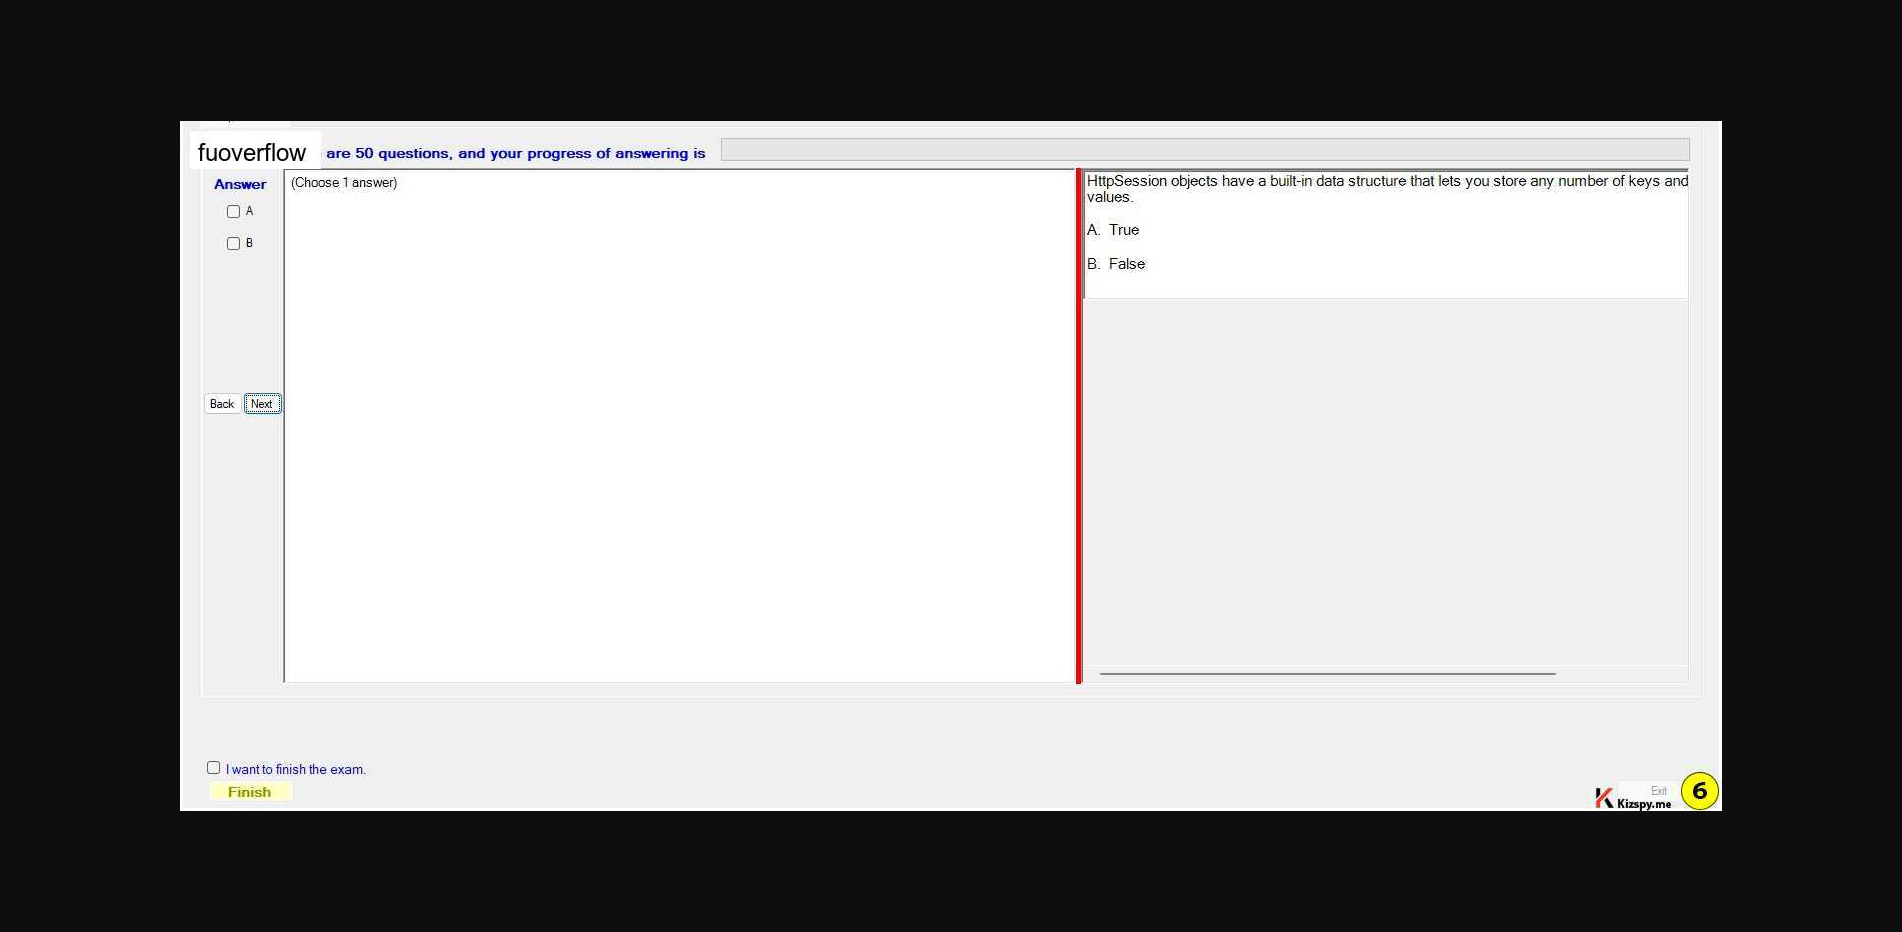 fuoverflow are 50 questions, and your progress of answering is
Answer
A
B
Back Next
(Choose 1 answer)
HttpSession objects have a built-in data structure that lets you store any number of keys and
values.
A. True
B. False
I want to finish the exam.
Finish
Exit
Kizspy.me
6